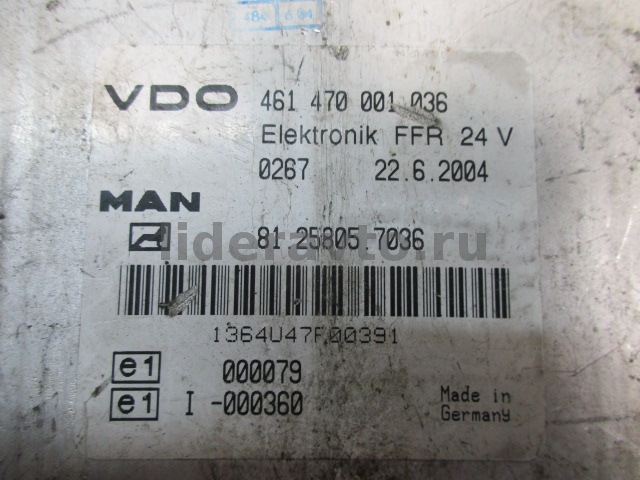 VDO 461 470 001 036
Elektronik FFR 24 V
0267 22.6.2004
MAN
81.25805-7036
lideravto.ru
e1 000079
e1 I -000360
Made in
Germany